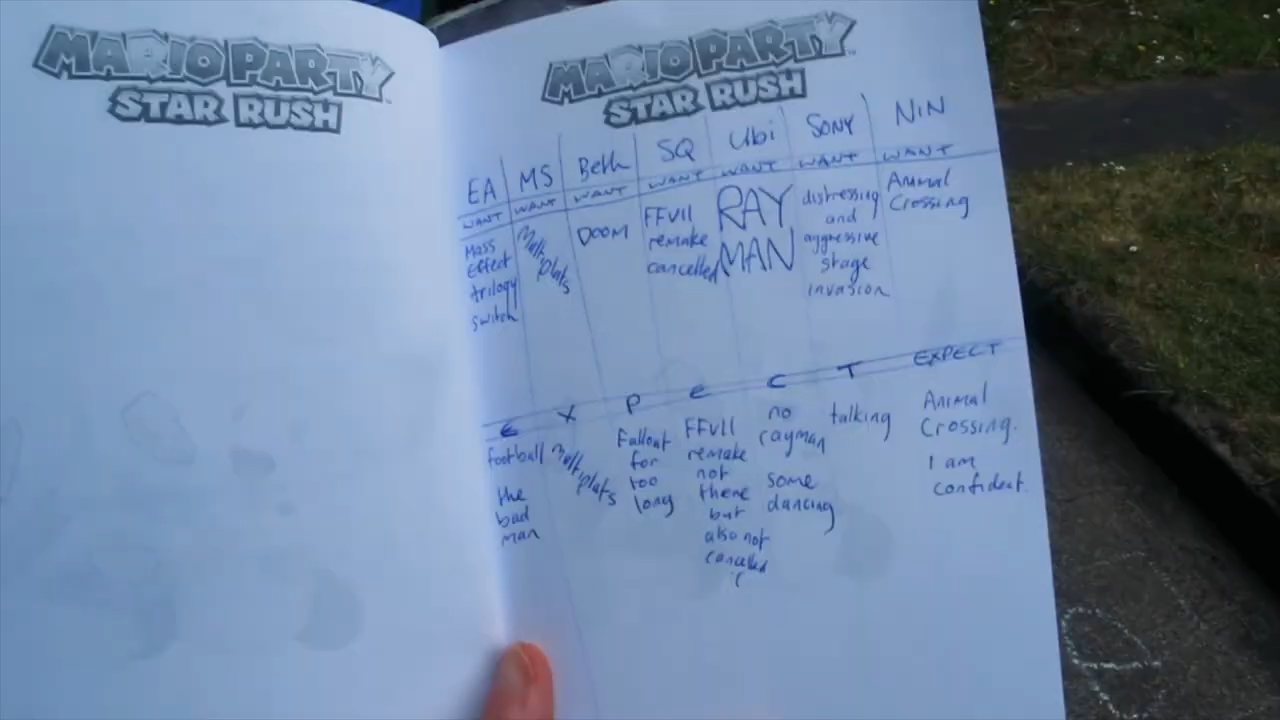 MARIO PARTY
STAR RUSH
MARIO PARTY™
STAR RUSH
EA MS Beth SQ Ubi SONY NIN
WANT WANT WANT WANT WANT WANT WANT
Mass
Effect
trilogy
switch
Multiplats
DOOM
FFVII
remake
cancelled
RAY
MAN
distressing
and
aggressive
stage
invasion
Animal
Crossing
E X P E C T EXPECT
football
the
bad
man
Multiplats
Fallout
for
too
long
FFVII
remake
not
there
but
also not
cancelled
:(
no
rayman
some
dancing
talking
Animal
Crossing.
I am
confident.